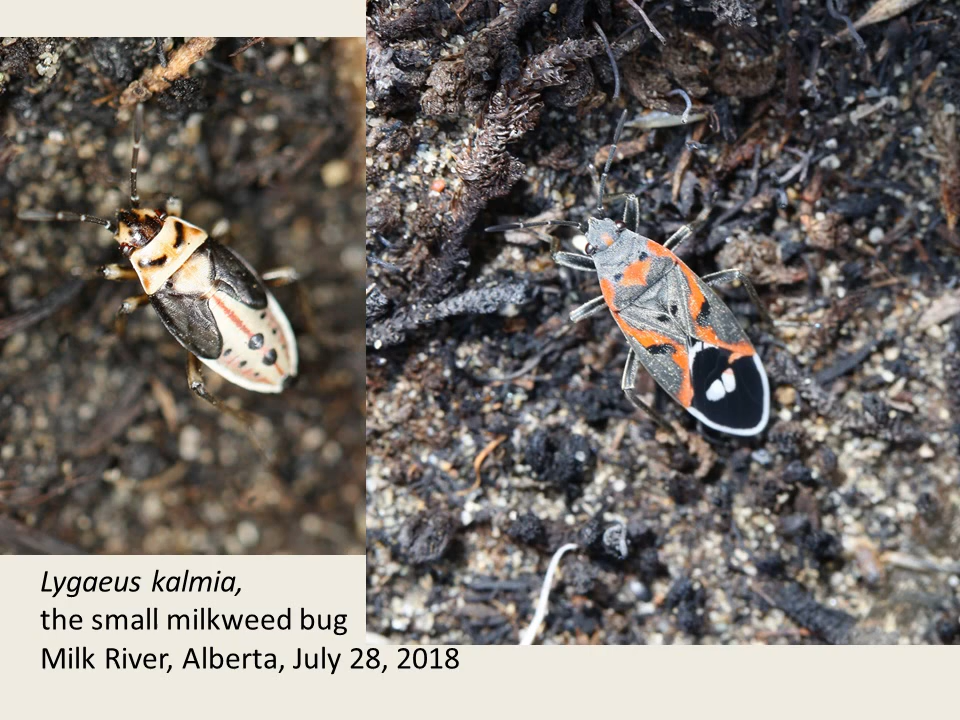 Lygaeus kalmia,
the small milkweed bug
Milk River, Alberta, July 28, 2018